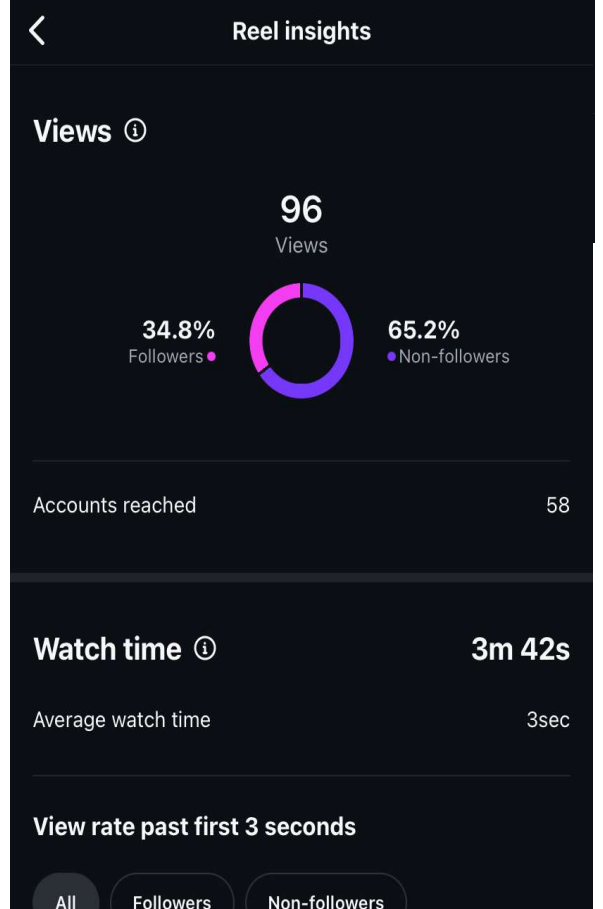 Reel insights
Views
96
Views
34.8%
Followers
65.2%
Non-followers
Accounts reached 58
Watch time 3m 42s
Average watch time 3sec
View rate past first 3 seconds
All Followers Non-followers